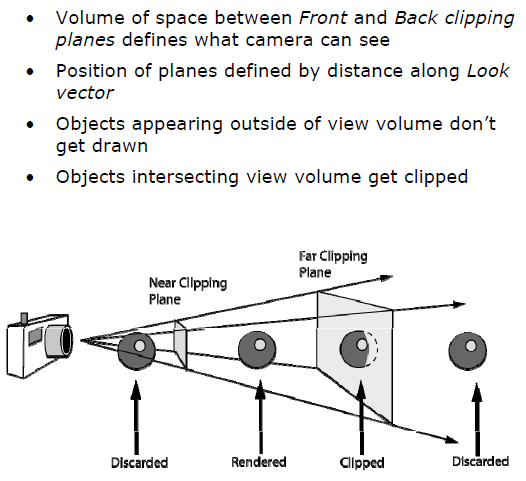 • Volume of space between Front and Back clipping
planes defines what camera can see
• Position of planes defined by distance along Look
vector
• Objects appearing outside of view volume don't
get drawn
• Objects intersecting view volume get clipped
Far Clipping
Plane
Near Clipping
Plane
Discarded
Rendered
Clipped
Discarded